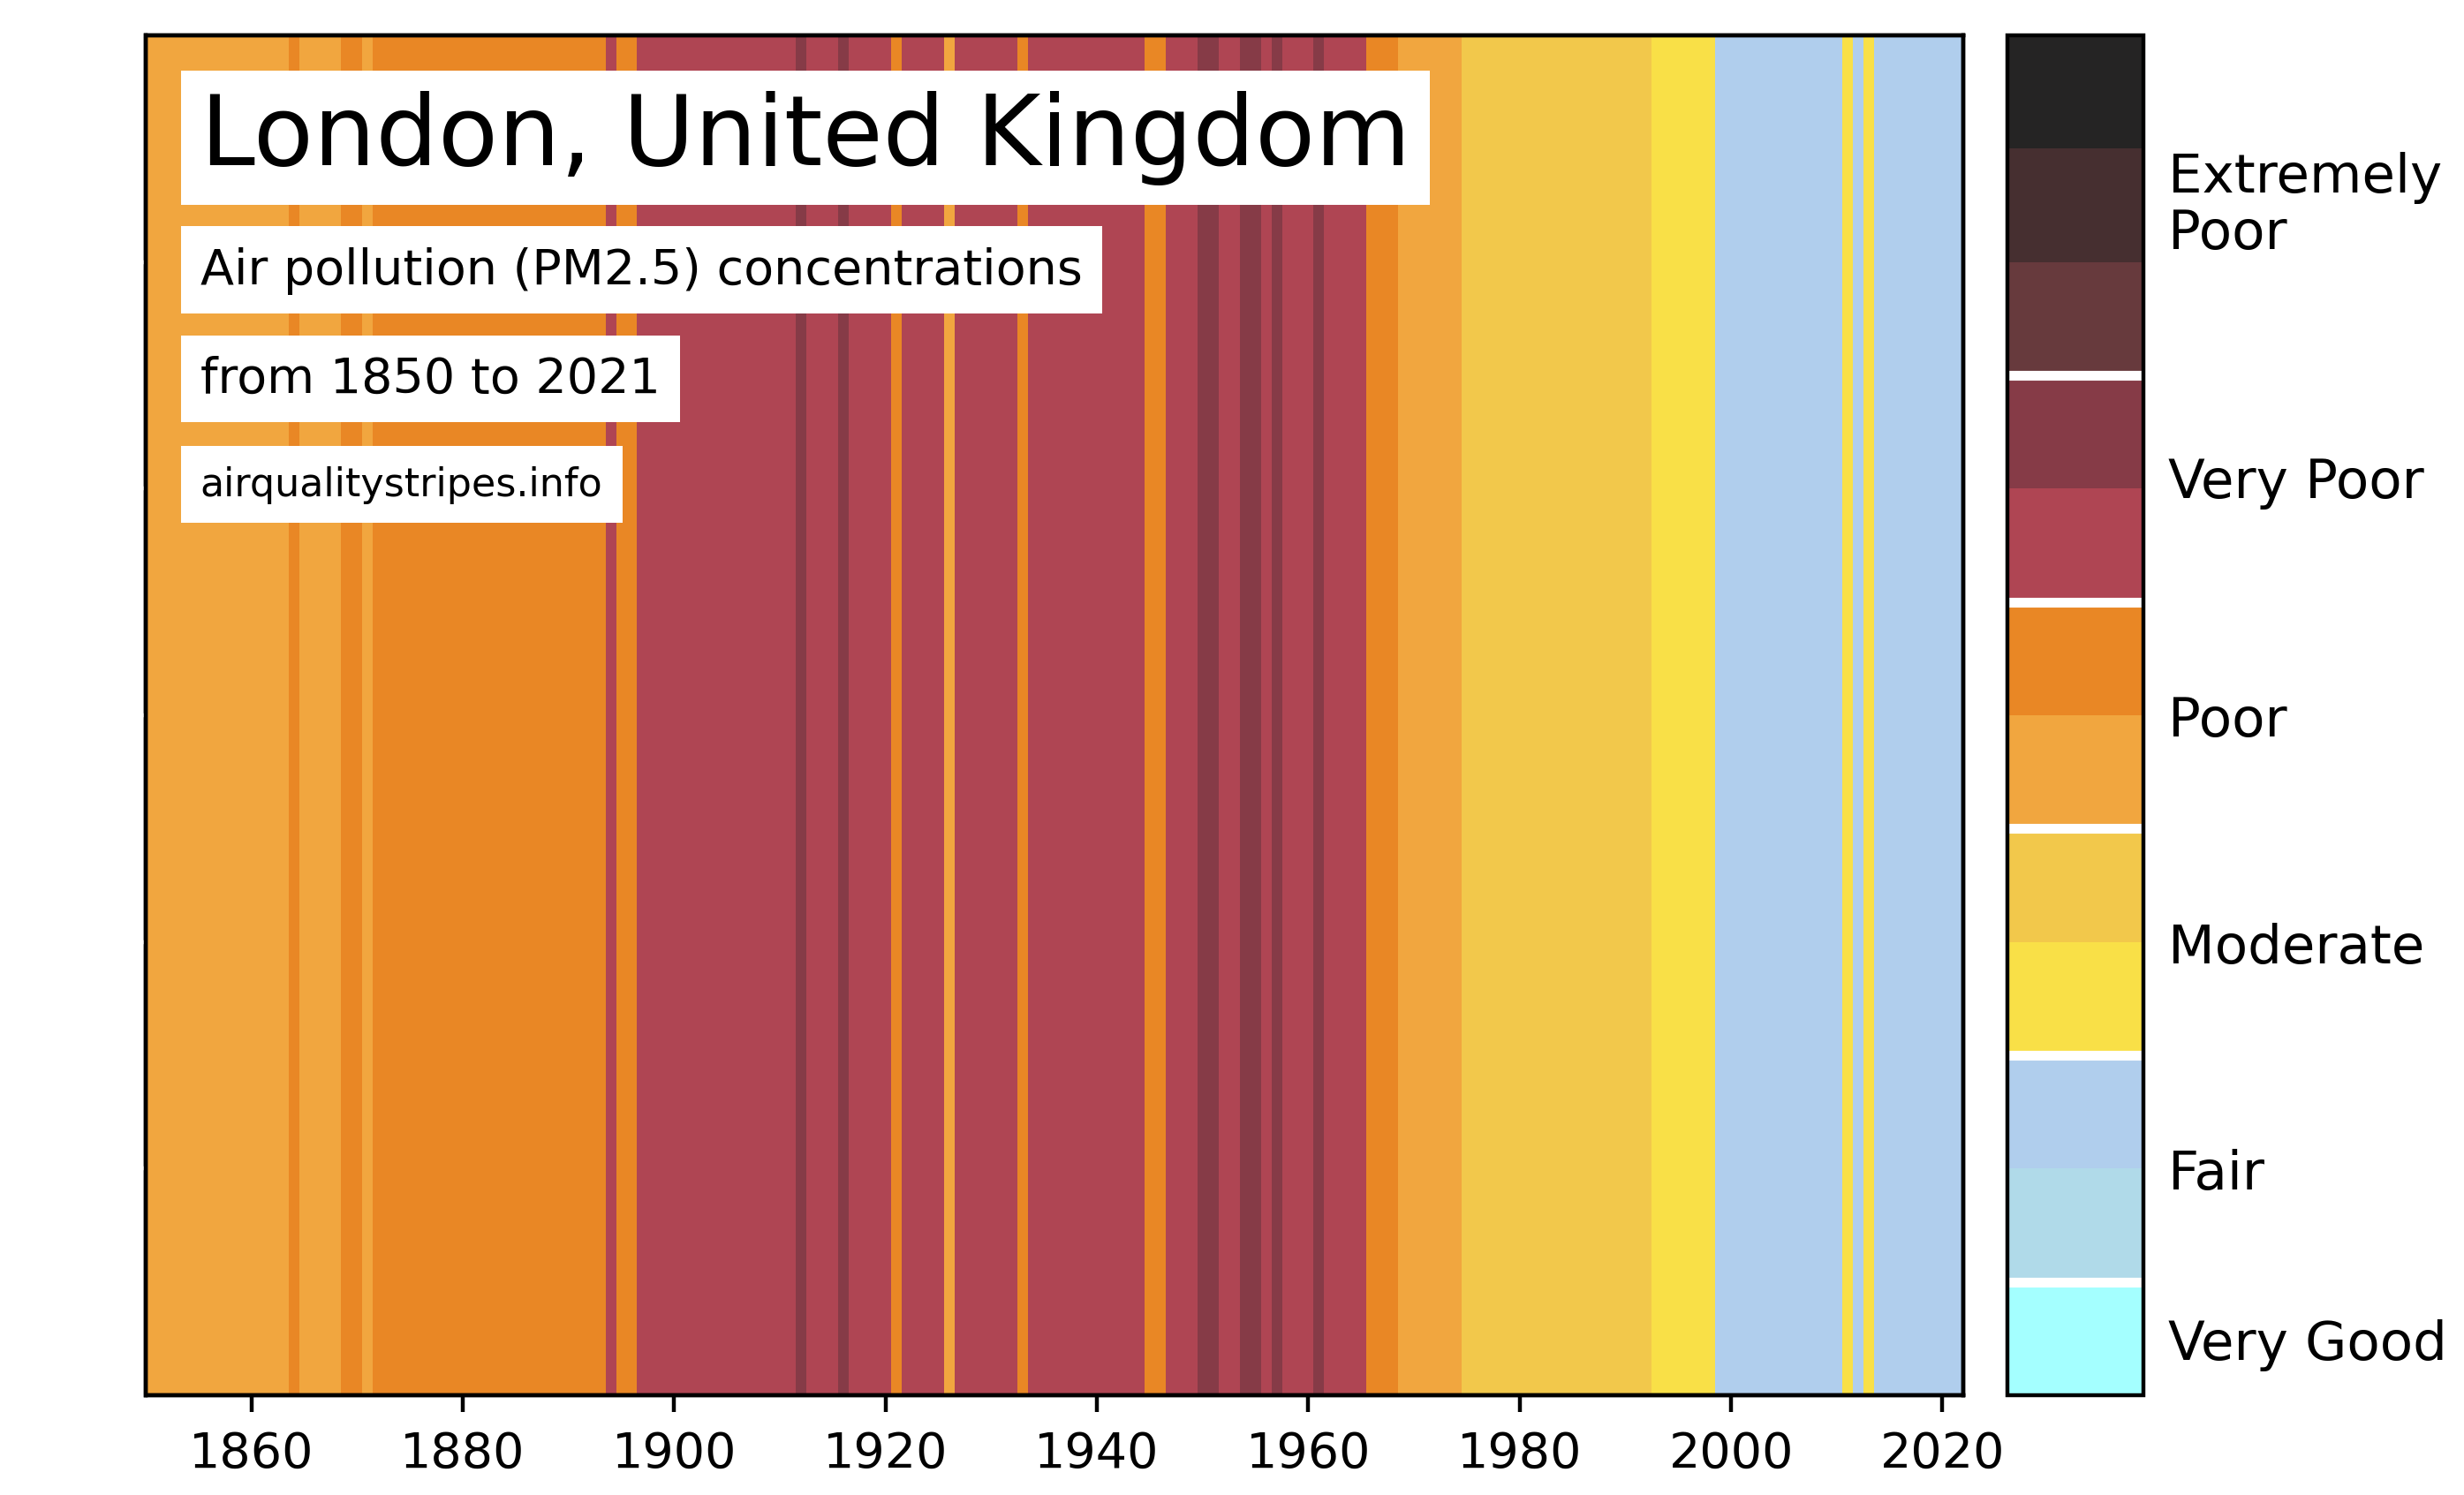 London, United Kingdom
Air pollution (PM2.5) concentrations
from 1850 to 2021
airqualitystripes.info
Extremely
Poor
Very Poor
Poor
Moderate
Fair
Very Good
1860 1880 1900 1920 1940 1960 1980 2000 2020